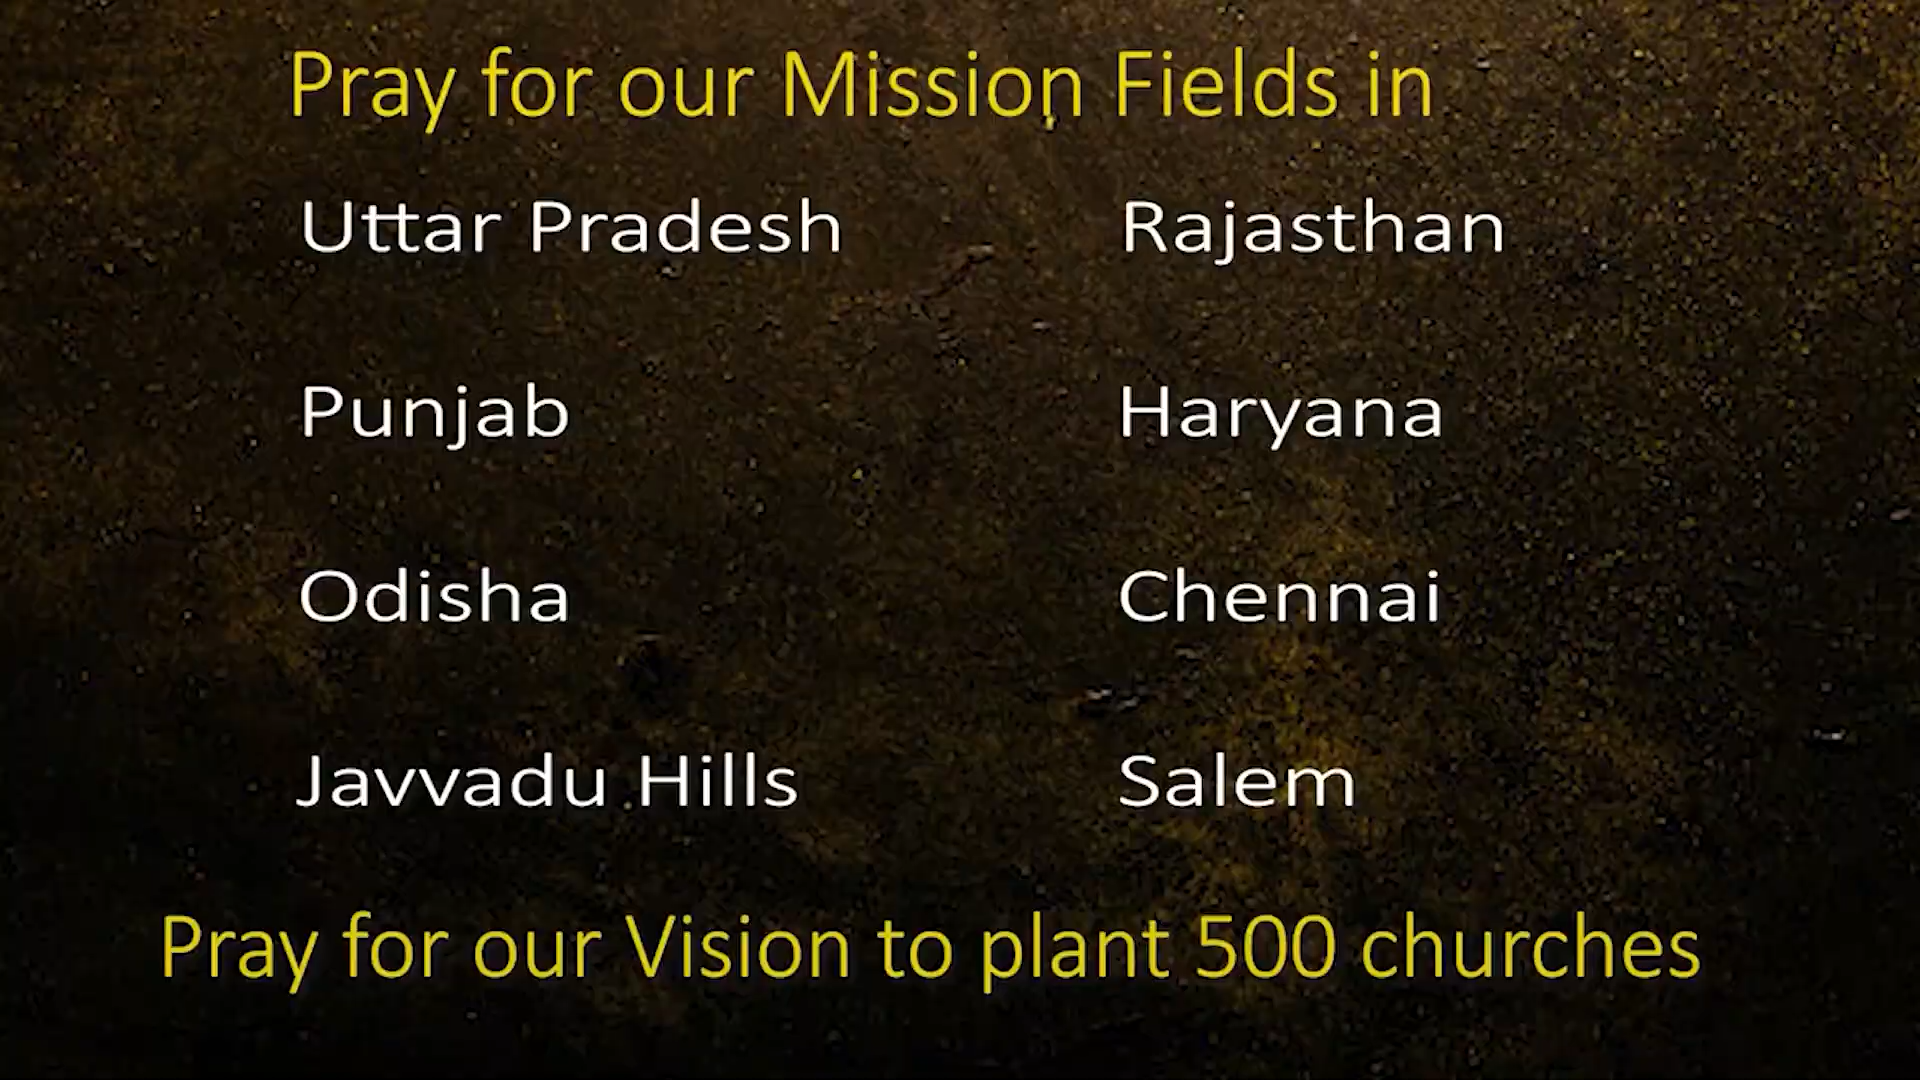 Pray for our Mission Fields in
Uttar Pradesh Rajasthan
Punjab Haryana
Odisha Chennai
Javvadu Hills Salem
Pray for our Vision to plant 500 churches